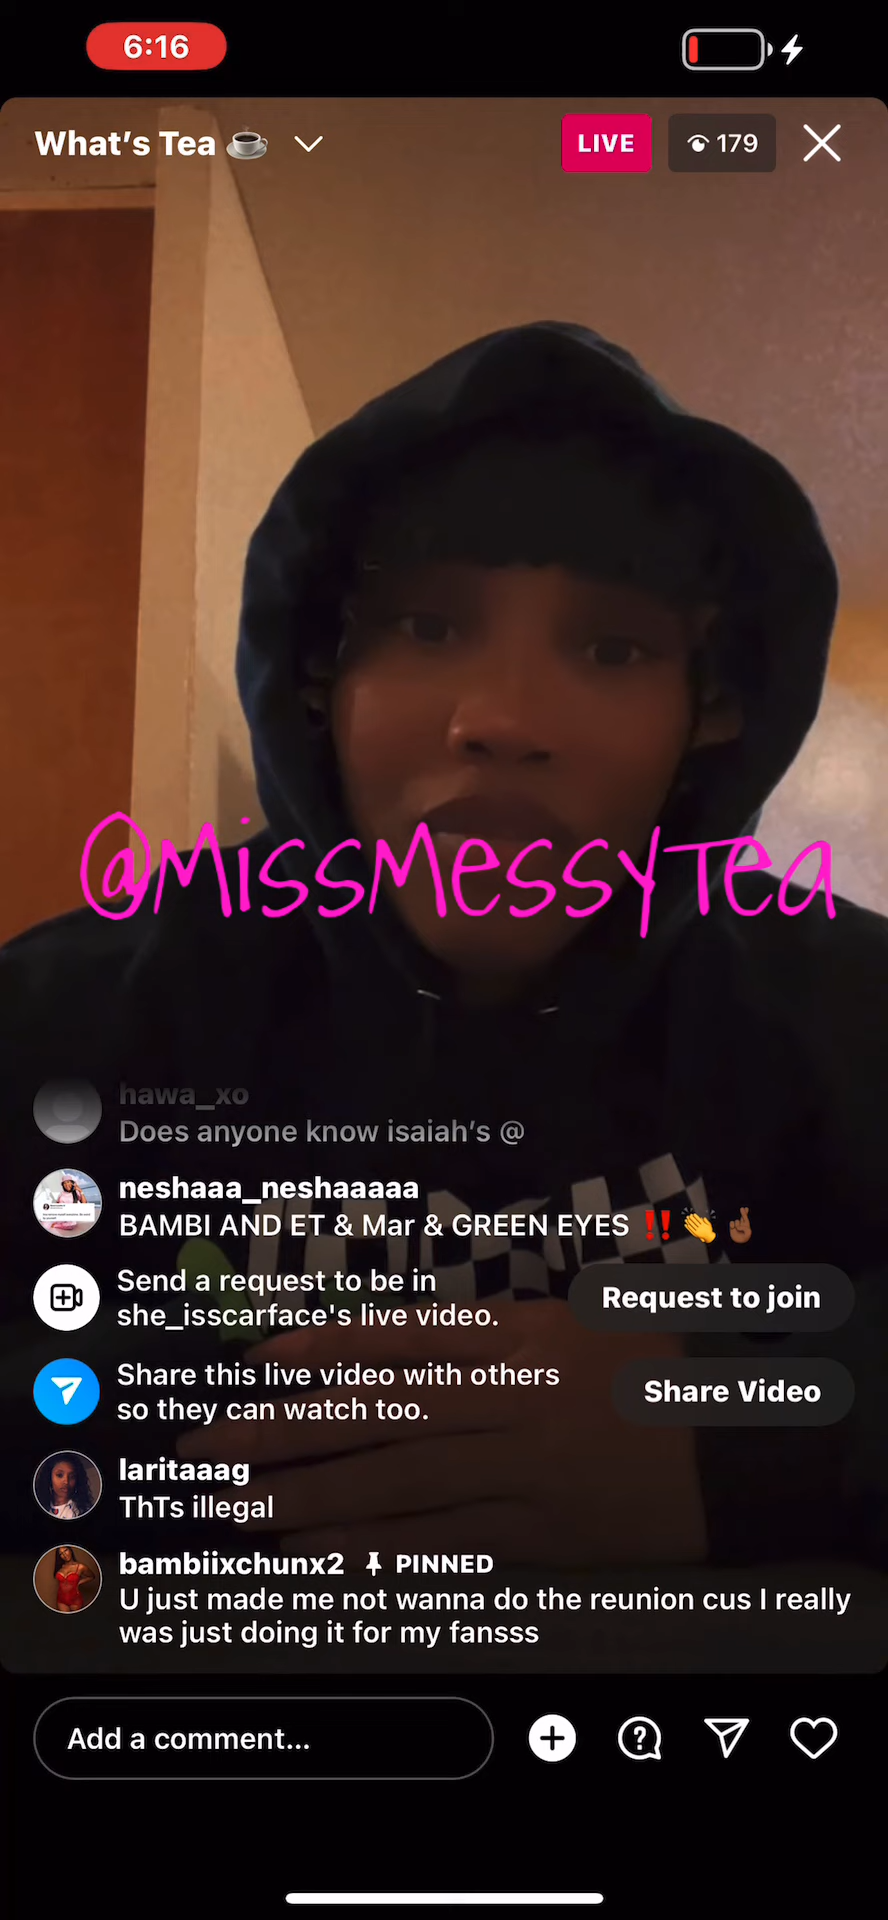 6:16
What's Tea ☕
LIVE
179
@MissMessyTea
hawa_xo
Does anyone know isaiah's @
neshaaa_neshaaaaa
BAMBI AND ET & Mar & GREEN EYES ‼️👏🤞🏾
Send a request to be in
she_isscarface's live video.
Request to join
Share this live video with others
so they can watch too.
Share Video
laritaaag
ThTs illegal
bambiixchunx2 PINNED
U just made me not wanna do the reunion cus I really
was just doing it for my fansss
Add a comment...